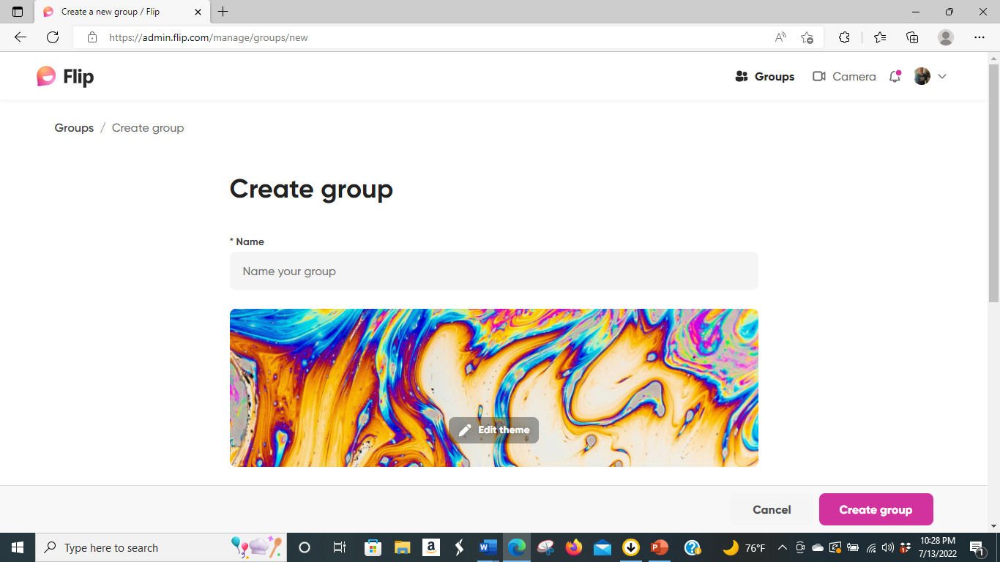 Create a new group / Flip
https://admin.flip.com/manage/groups/new
Flip
Groups
Camera
Groups / Create group
Create group
* Name
Name your group
Edit theme
Cancel
Create group
Type here to search
76°F
10:28 PM
7/13/2022
1